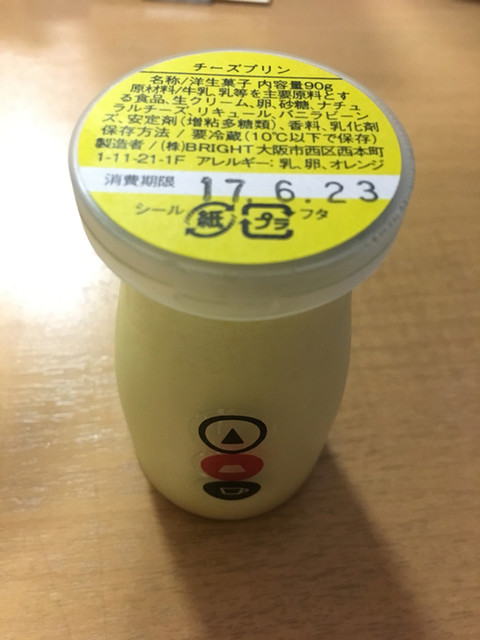 チーズプリン
名称/洋生菓子 内容量90g
原材料/牛乳、乳等を主要原料とす
る食品、生クリーム、卵、砂糖、ナチュ
ラルチーズ、リキュール、バニラビーン
ズ、安定剤(増粘多糖類)、香料、乳化剤
保存方法 / 要冷蔵(10℃以下で保存)
製造者 / (株)BRIGHT 大阪市西区西本町
1-11-21-1F アレルギー: 乳、卵、オレンジ
消費期限 17.6.23
シール 紙 プラ フタ